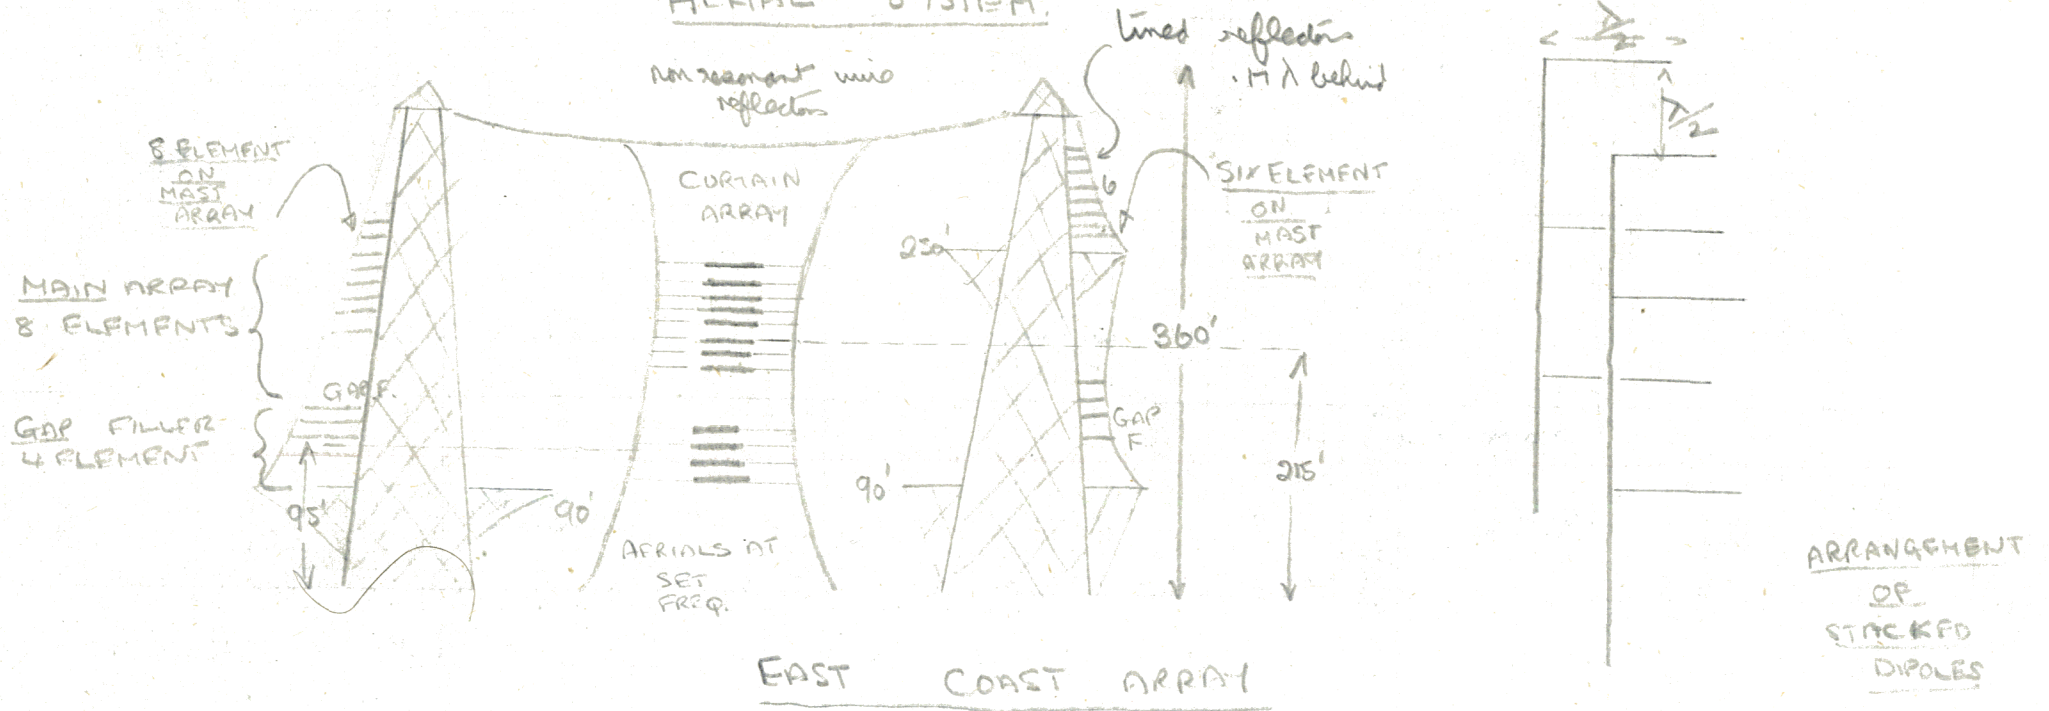 AERIAL SYSTEM.
tuned reflectors
λ behind
non resonant wire
reflectors
λ/2
λ/2
8 ELEMENT
ON
MAST
ARRAY
CURTAIN
ARRAY
6
SIX ELEMENT
ON
MAST
ARRAY
250'
MAIN ARRAY
8 ELEMENTS
360'
GAP F.
GAP FILLER
4 ELEMENT
GAP
F.
215'
90'
95'
90'
AERIALS AT
SET
FREQ.
ARRANGEMENT
OF
STACKED
DIPOLES
EAST COAST ARRAY